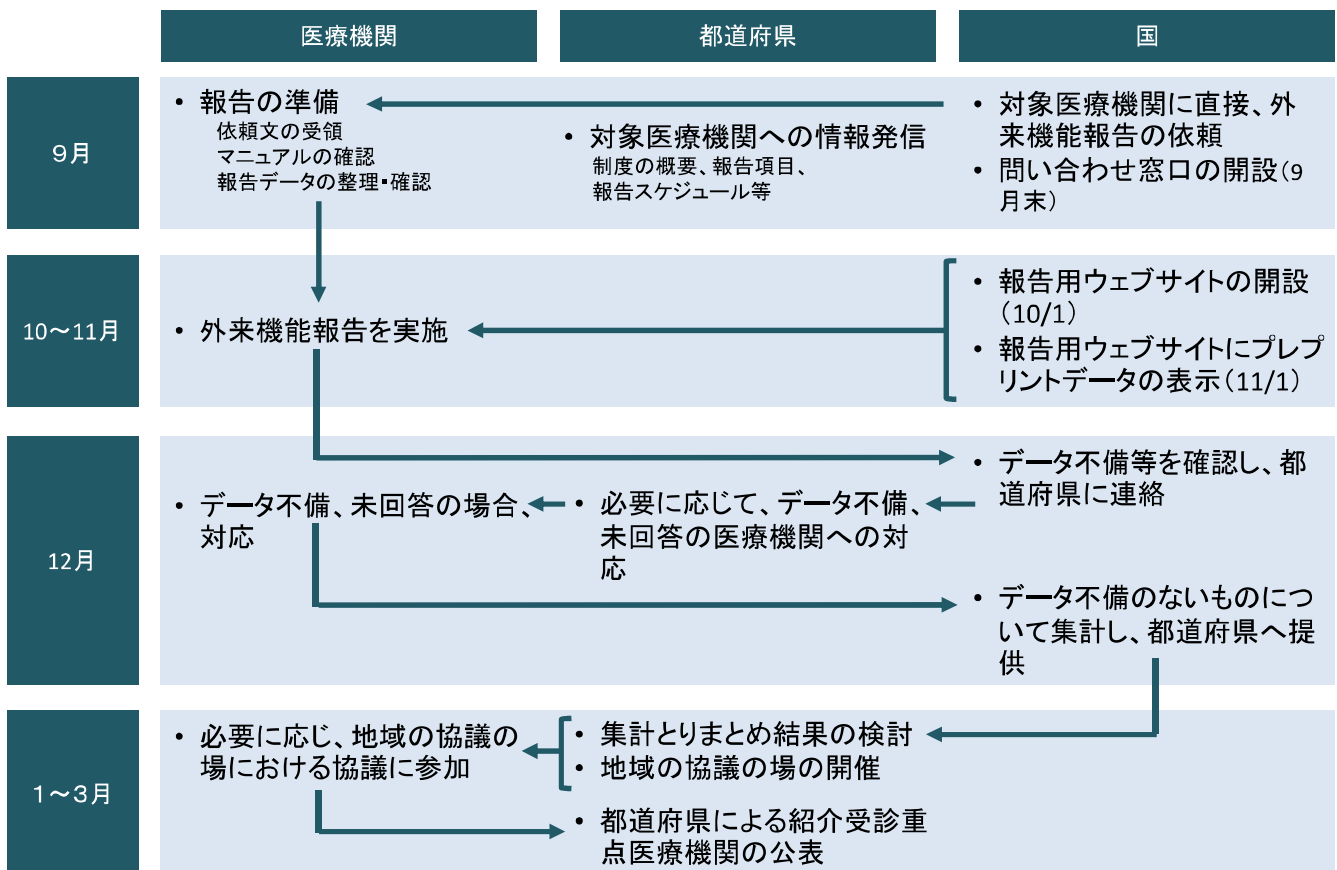 医療機関
都道府県
国
9月
• 報告の準備
依頼文の受領
マニュアルの確認
報告データの整理・確認
• 対象医療機関への情報発信
制度の概要、報告項目、
報告スケジュール等
• 対象医療機関に直接、外
来機能報告の依頼
• 問い合わせ窓口の開設(9
月末)
10~11月
• 外来機能報告を実施
• 報告用ウェブサイトの開設
(10/1)
• 報告用ウェブサイトにプレプ
リントデータの表示(11/1)
12月
• データ不備、未回答の場合、
対応
• 必要に応じて、データ不備、
未回答の医療機関への対
応
• データ不備等を確認し、都
道府県に連絡
• データ不備のないものにつ
いて集計し、都道府県へ提
供
1~3月
• 必要に応じ、地域の協議の
場における協議に参加
• 集計とりまとめ結果の検討
• 地域の協議の場の開催
• 都道府県による紹介受診重
点医療機関の公表